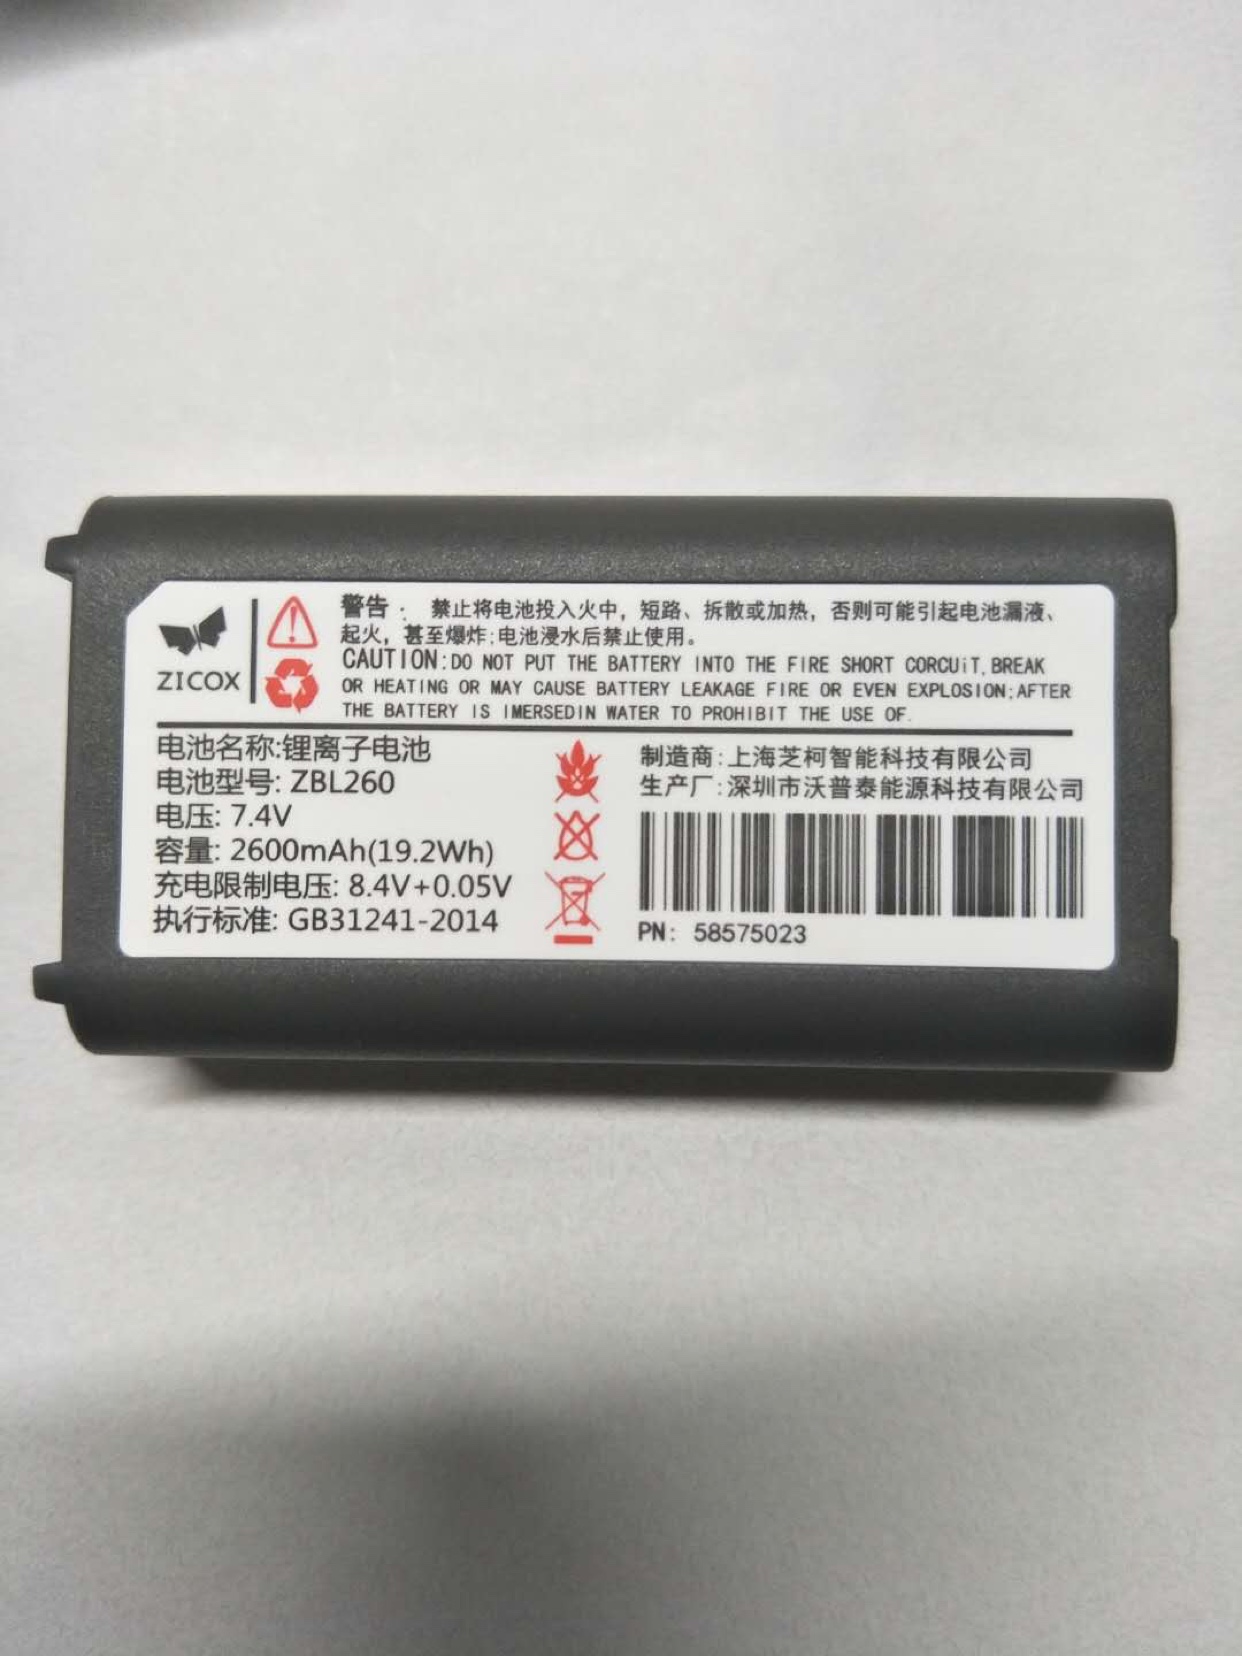 ZICOX
警告： 禁止将电池投入火中，短路、拆散或加热，否则可能引起电池漏液、
起火，甚至爆炸;电池浸水后禁止使用。
CAUTION:DO NOT PUT THE BATTERY INTO THE FIRE SHORT CORCUiT,BREAK
OR HEATING OR MAY CAUSE BATTERY LEAKAGE FIRE OR EVEN EXPLOSION;AFTER
THE BATTERY IS IMERSEDIN WATER TO PROHIBIT THE USE OF.
电池名称:锂离子电池
电池型号: ZBL260
电压: 7.4V
容量: 2600mAh(19.2Wh)
充电限制电压: 8.4V+0.05V
执行标准: GB31241-2014
制造商:上海芝柯智能科技有限公司
生产厂:深圳市沃普泰能源科技有限公司
PN: 58575023